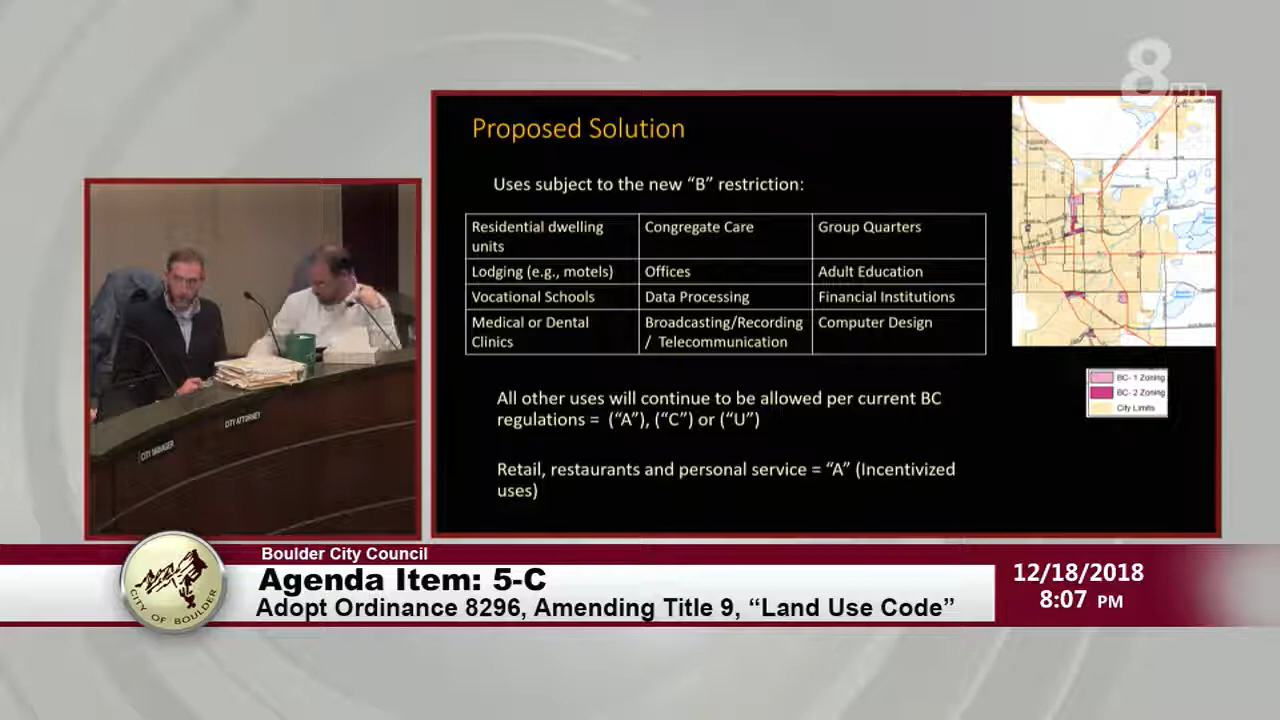 8
HD
Proposed Solution
Uses subject to the new “B” restriction:
Residential dwelling
units
Congregate Care
Group Quarters
Lodging (e.g., motels)
Offices
Adult Education
Vocational Schools
Data Processing
Financial Institutions
Medical or Dental
Clinics
Broadcasting/Recording
/ Telecommunication
Computer Design
All other uses will continue to be allowed per current BC
regulations = (“A”), (“C”) or (“U”)
Retail, restaurants and personal service = “A” (Incentivized
uses)
BC- 1 Zoning
BC- 2 Zoning
City Limits
CITY MANAGER
CITY ATTORNEY
CITY OF BOULDER
Boulder City Council
Agenda Item: 5-C
Adopt Ordinance 8296, Amending Title 9, “Land Use Code”
12/18/2018
8:07 PM